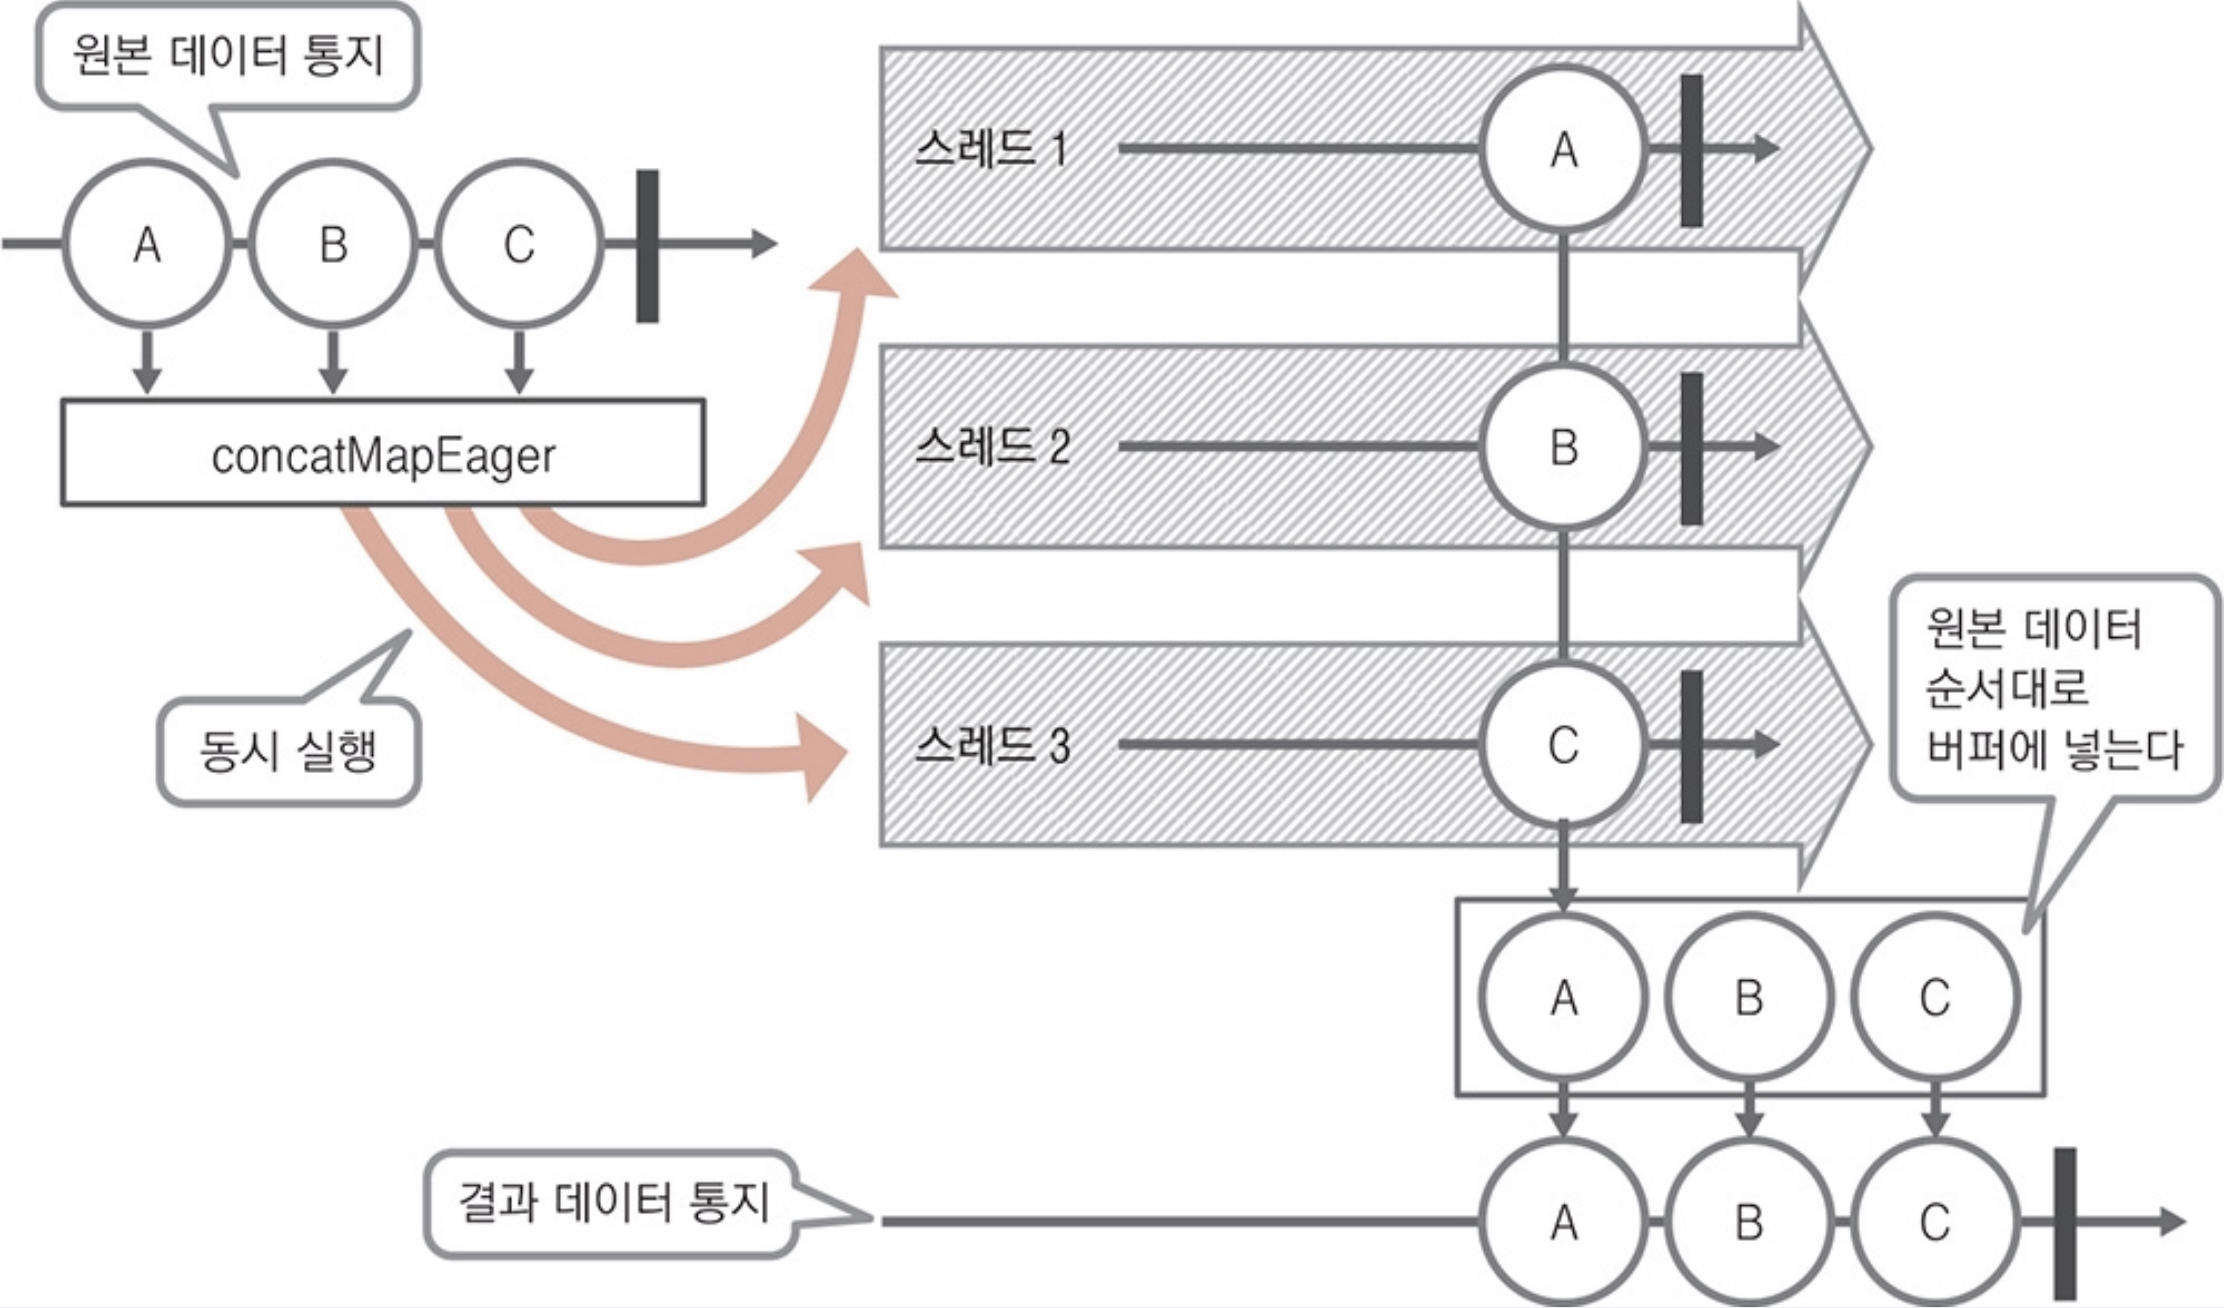 원본 데이터 통지
A
B
C
concatMapEager
동시 실행
스레드 1
A
스레드 2
B
스레드 3
C
원본 데이터
순서대로
버퍼에 넣는다
A
B
C
결과 데이터 통지
A
B
C